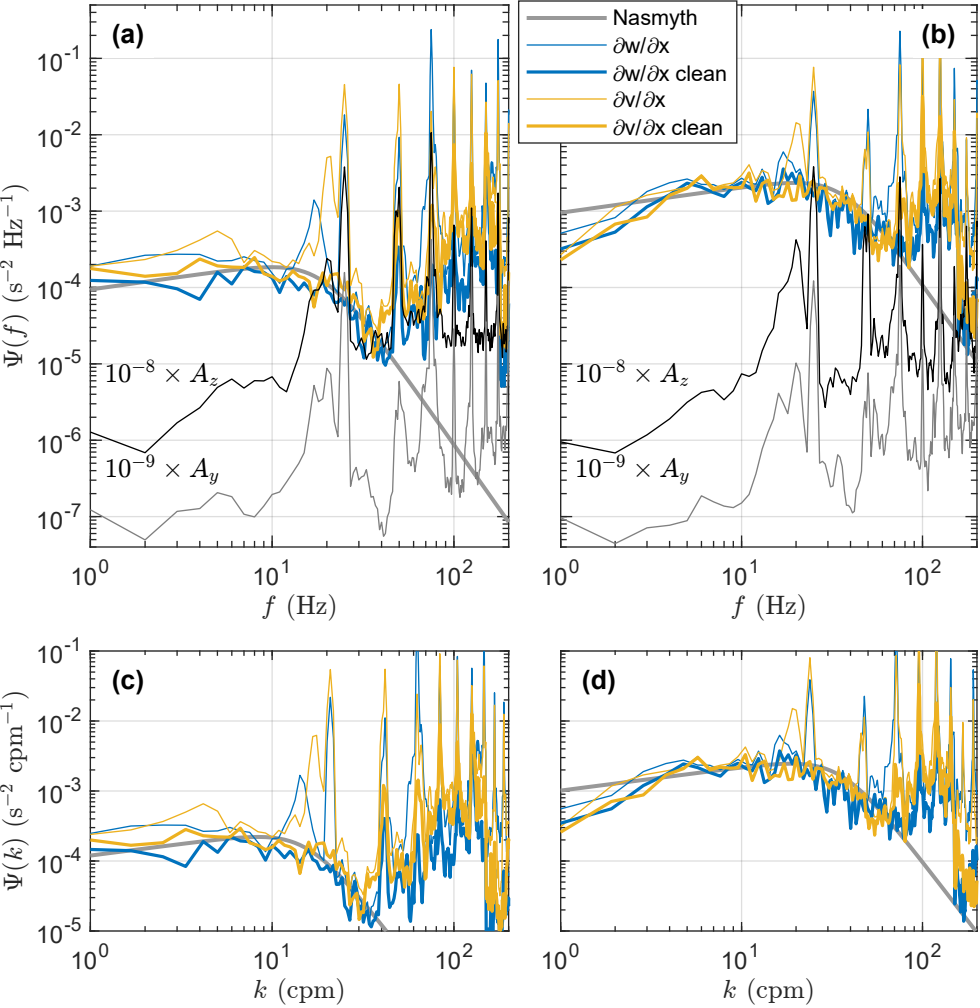 (a)
(b)
Nasmyth
∂w/∂x
∂w/∂x clean
∂v/∂x
∂v/∂x clean
Ψ(f) (s⁻² Hz⁻¹)
10⁻¹
10⁻²
10⁻³
10⁻⁴
10⁻⁵
10⁻⁶
10⁻⁷
10⁻⁸ × A_z
10⁻⁹ × A_y
10⁻⁸ × A_z
10⁻⁹ × A_y
10⁰ 10¹ 10²
10⁰ 10¹ 10²
f (Hz)
f (Hz)
(c)
(d)
Ψ(k) (s⁻² cpm⁻¹)
10⁻¹
10⁻²
10⁻³
10⁻⁴
10⁻⁵
10⁰ 10¹ 10²
10⁰ 10¹ 10²
k (cpm)
k (cpm)